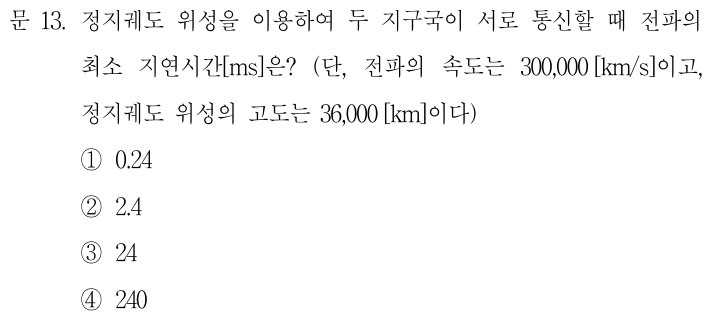 문 13. 정지궤도 위성을 이용하여 두 지구국이 서로 통신할 때 전파의
최소 지연시간[ms]은? (단, 전파의 속도는 300,000 [km/s]이고,
정지궤도 위성의 고도는 36,000 [km]이다)
① 0.24
② 2.4
③ 24
④ 240